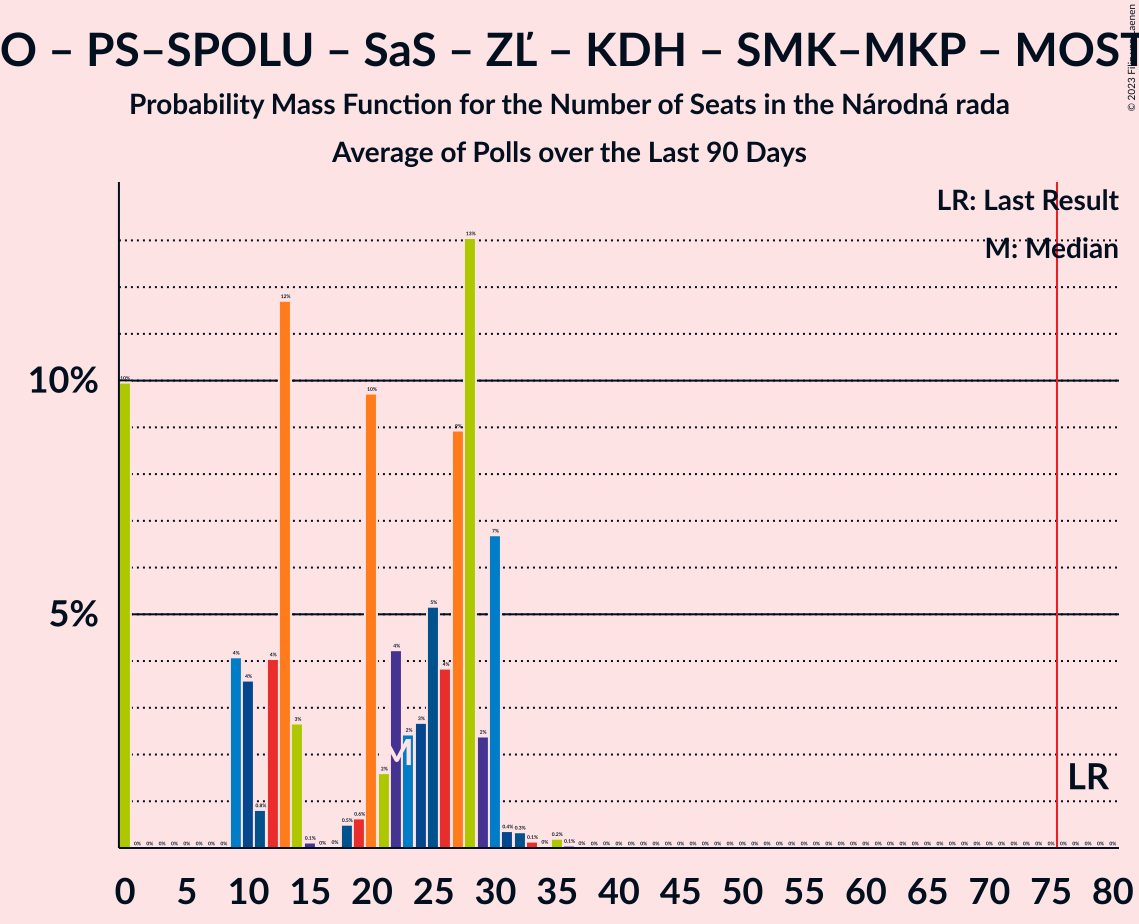 O – PS–SPOLU – SaS – ZĽ – KDH – SMK–MKP – MOST
Probability Mass Function for the Number of Seats in the Národná rada
Average of Polls over the Last 90 Days
© 2023
LR: Last Result
M: Median
13%
12%
10%
10%
10%
9%
7%
5%
5%
4% 4% 0.8% 4% 3% 0.1% 0% 0% 0.5% 0.6% 2% 4% 2% 3% 4% 2% 0.4% 0.3% 0.1% 0% 0.2% 0.1%
M
LR
0 5 10 15 20 25 30 35 40 45 50 55 60 65 70 75 80